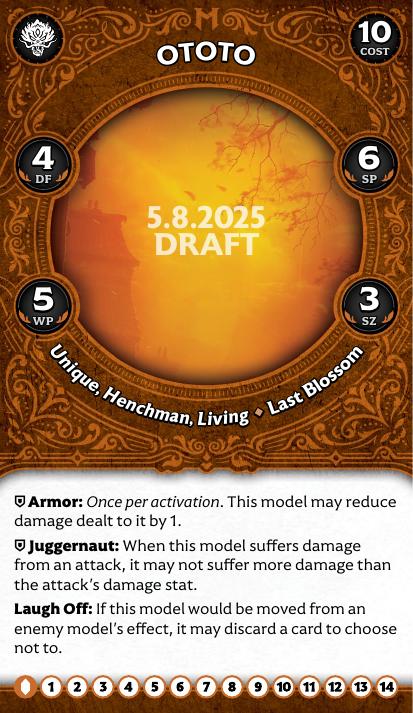 10
COST
OTOTO
4
DF
6
SP
5.8.2025
DRAFT
5
WP
3
SZ
Unique, Henchman, Living ◆ Last Blossom
Armor: Once per activation. This model may reduce
damage dealt to it by 1.
Juggernaut: When this model suffers damage
from an attack, it may not suffer more damage than
the attack's damage stat.
Laugh Off: If this model would be moved from an
enemy model's effect, it may discard a card to choose
not to.
1 2 3 4 5 6 7 8 9 10 11 12 13 14